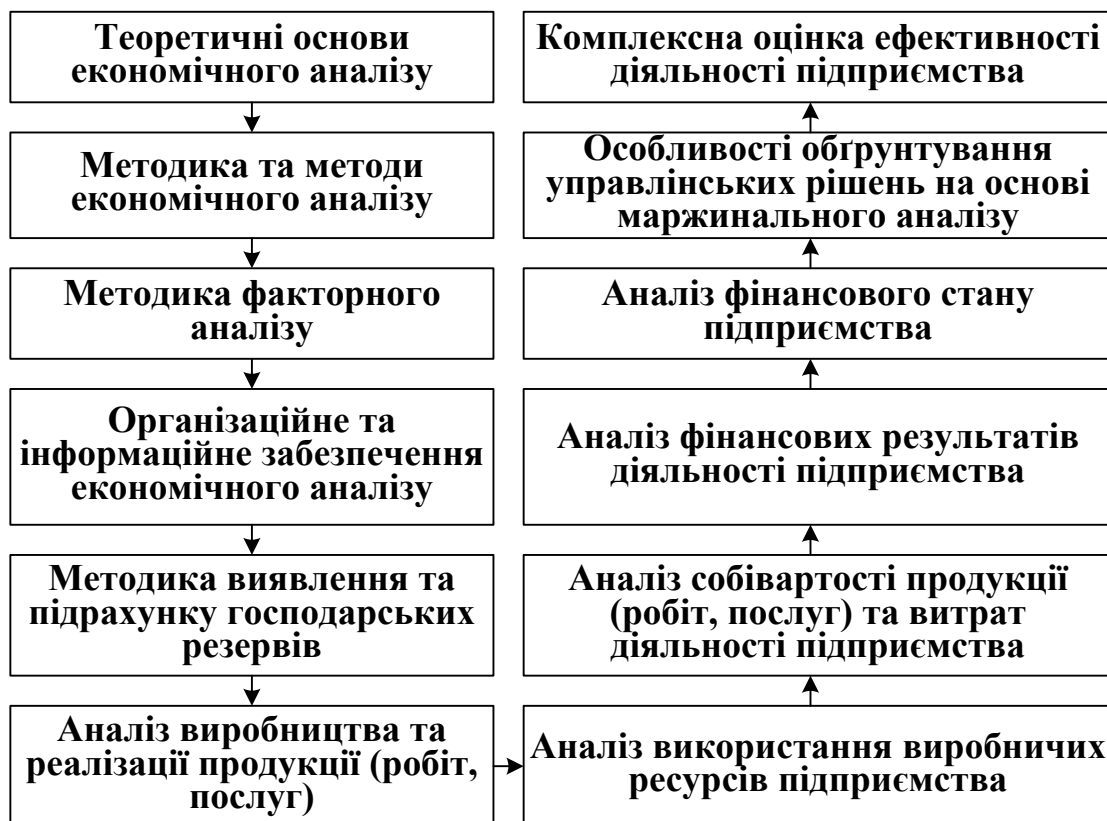 Теоретичні основи
економічного аналізу
Методика та методи
економічного аналізу
Методика факторного
аналізу
Організаційне та
інформаційне забезпечення
економічного аналізу
Методика виявлення та
підрахунку господарських
резервів
Аналіз виробництва та
реалізації продукції (робіт,
послуг)
Аналіз використання виробничих
ресурсів підприємства
Аналіз собівартості продукції
(робіт, послуг) та витрат
діяльності підприємства
Аналіз фінансових результатів
діяльності підприємства
Аналіз фінансового стану
підприємства
Особливості обґрунтування
управлінських рішень на основі
маржинального аналізу
Комплексна оцінка ефективності
діяльності підприємства